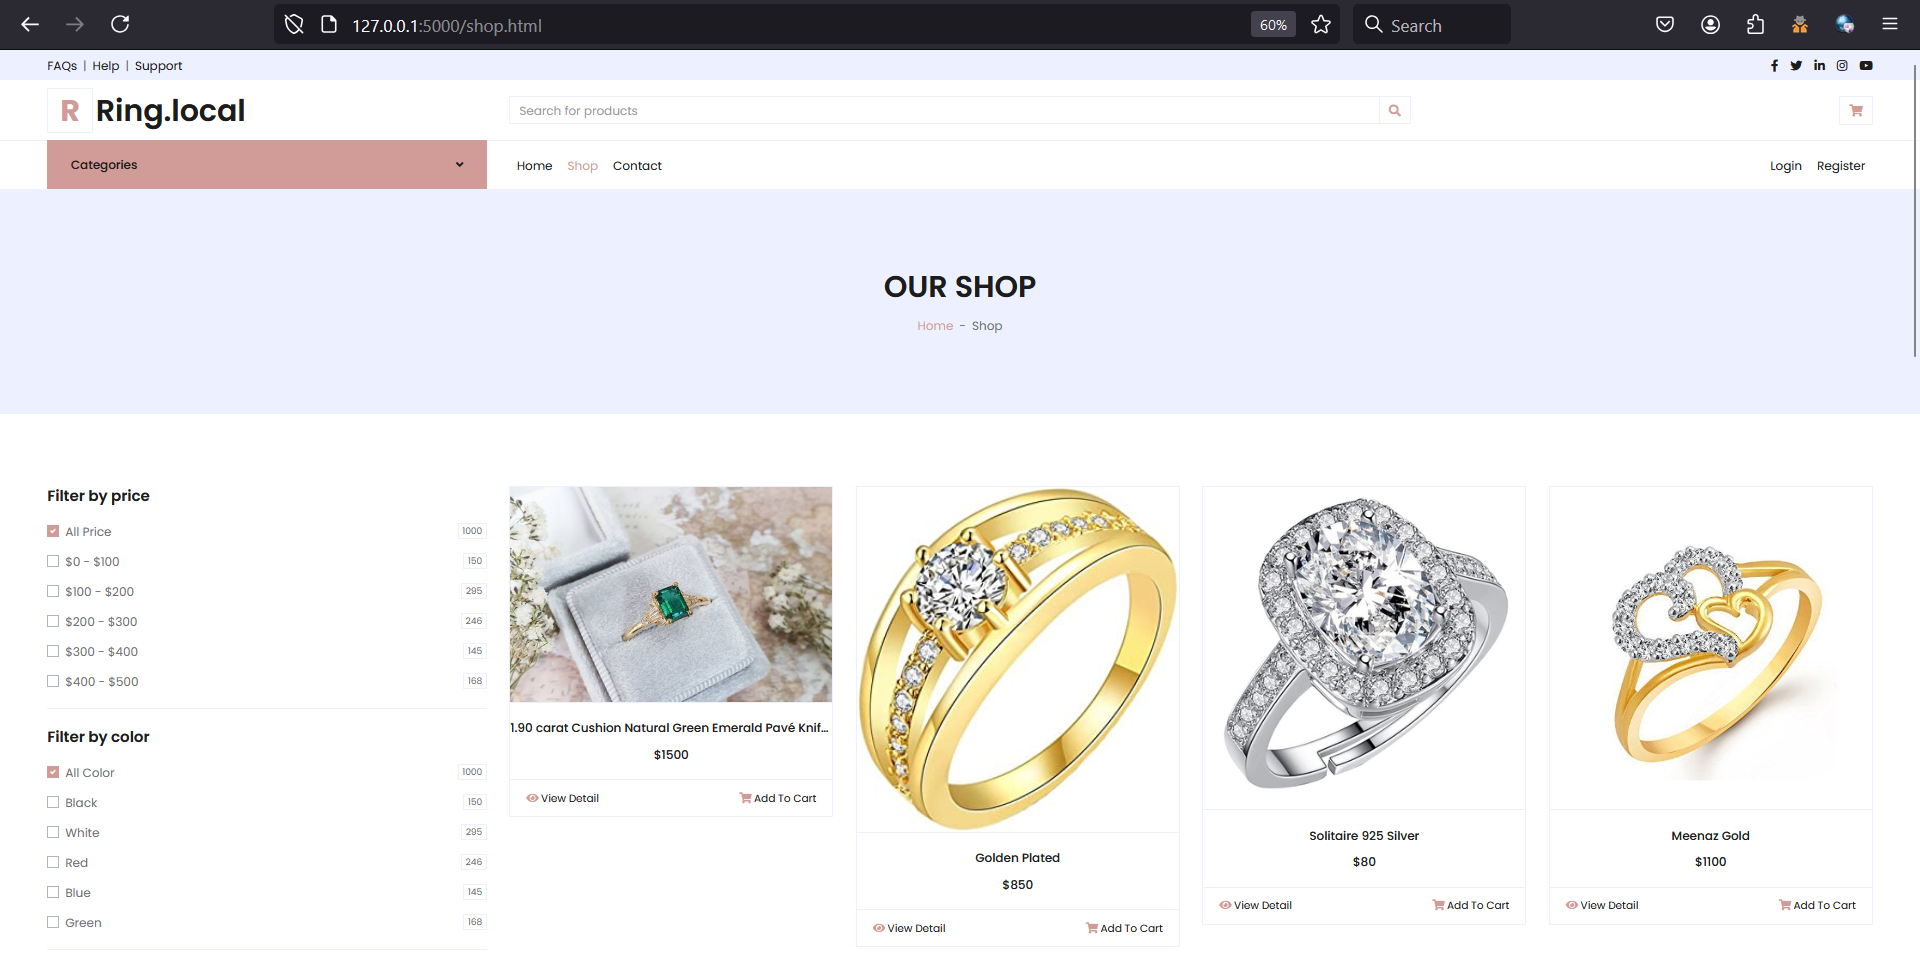 127.0.0.1:5000/shop.html
60%
Search
FAQs | Help | Support
R Ring.local
Search for products
Categories
Home Shop Contact
Login Register
OUR SHOP
Home - Shop
Filter by price
All Price 1000
$0 - $100 150
$100 - $200 295
$200 - $300 246
$300 - $400 145
$400 - $500 168
Filter by color
All Color 1000
Black 150
White 295
Red 246
Blue 145
Green 168
1.90 carat Cushion Natural Green Emerald Pavé Knif...
$1500
View Detail Add To Cart
Golden Plated
$850
View Detail Add To Cart
Solitaire 925 Silver
$80
View Detail Add To Cart
Meenaz Gold
$1100
View Detail Add To Cart